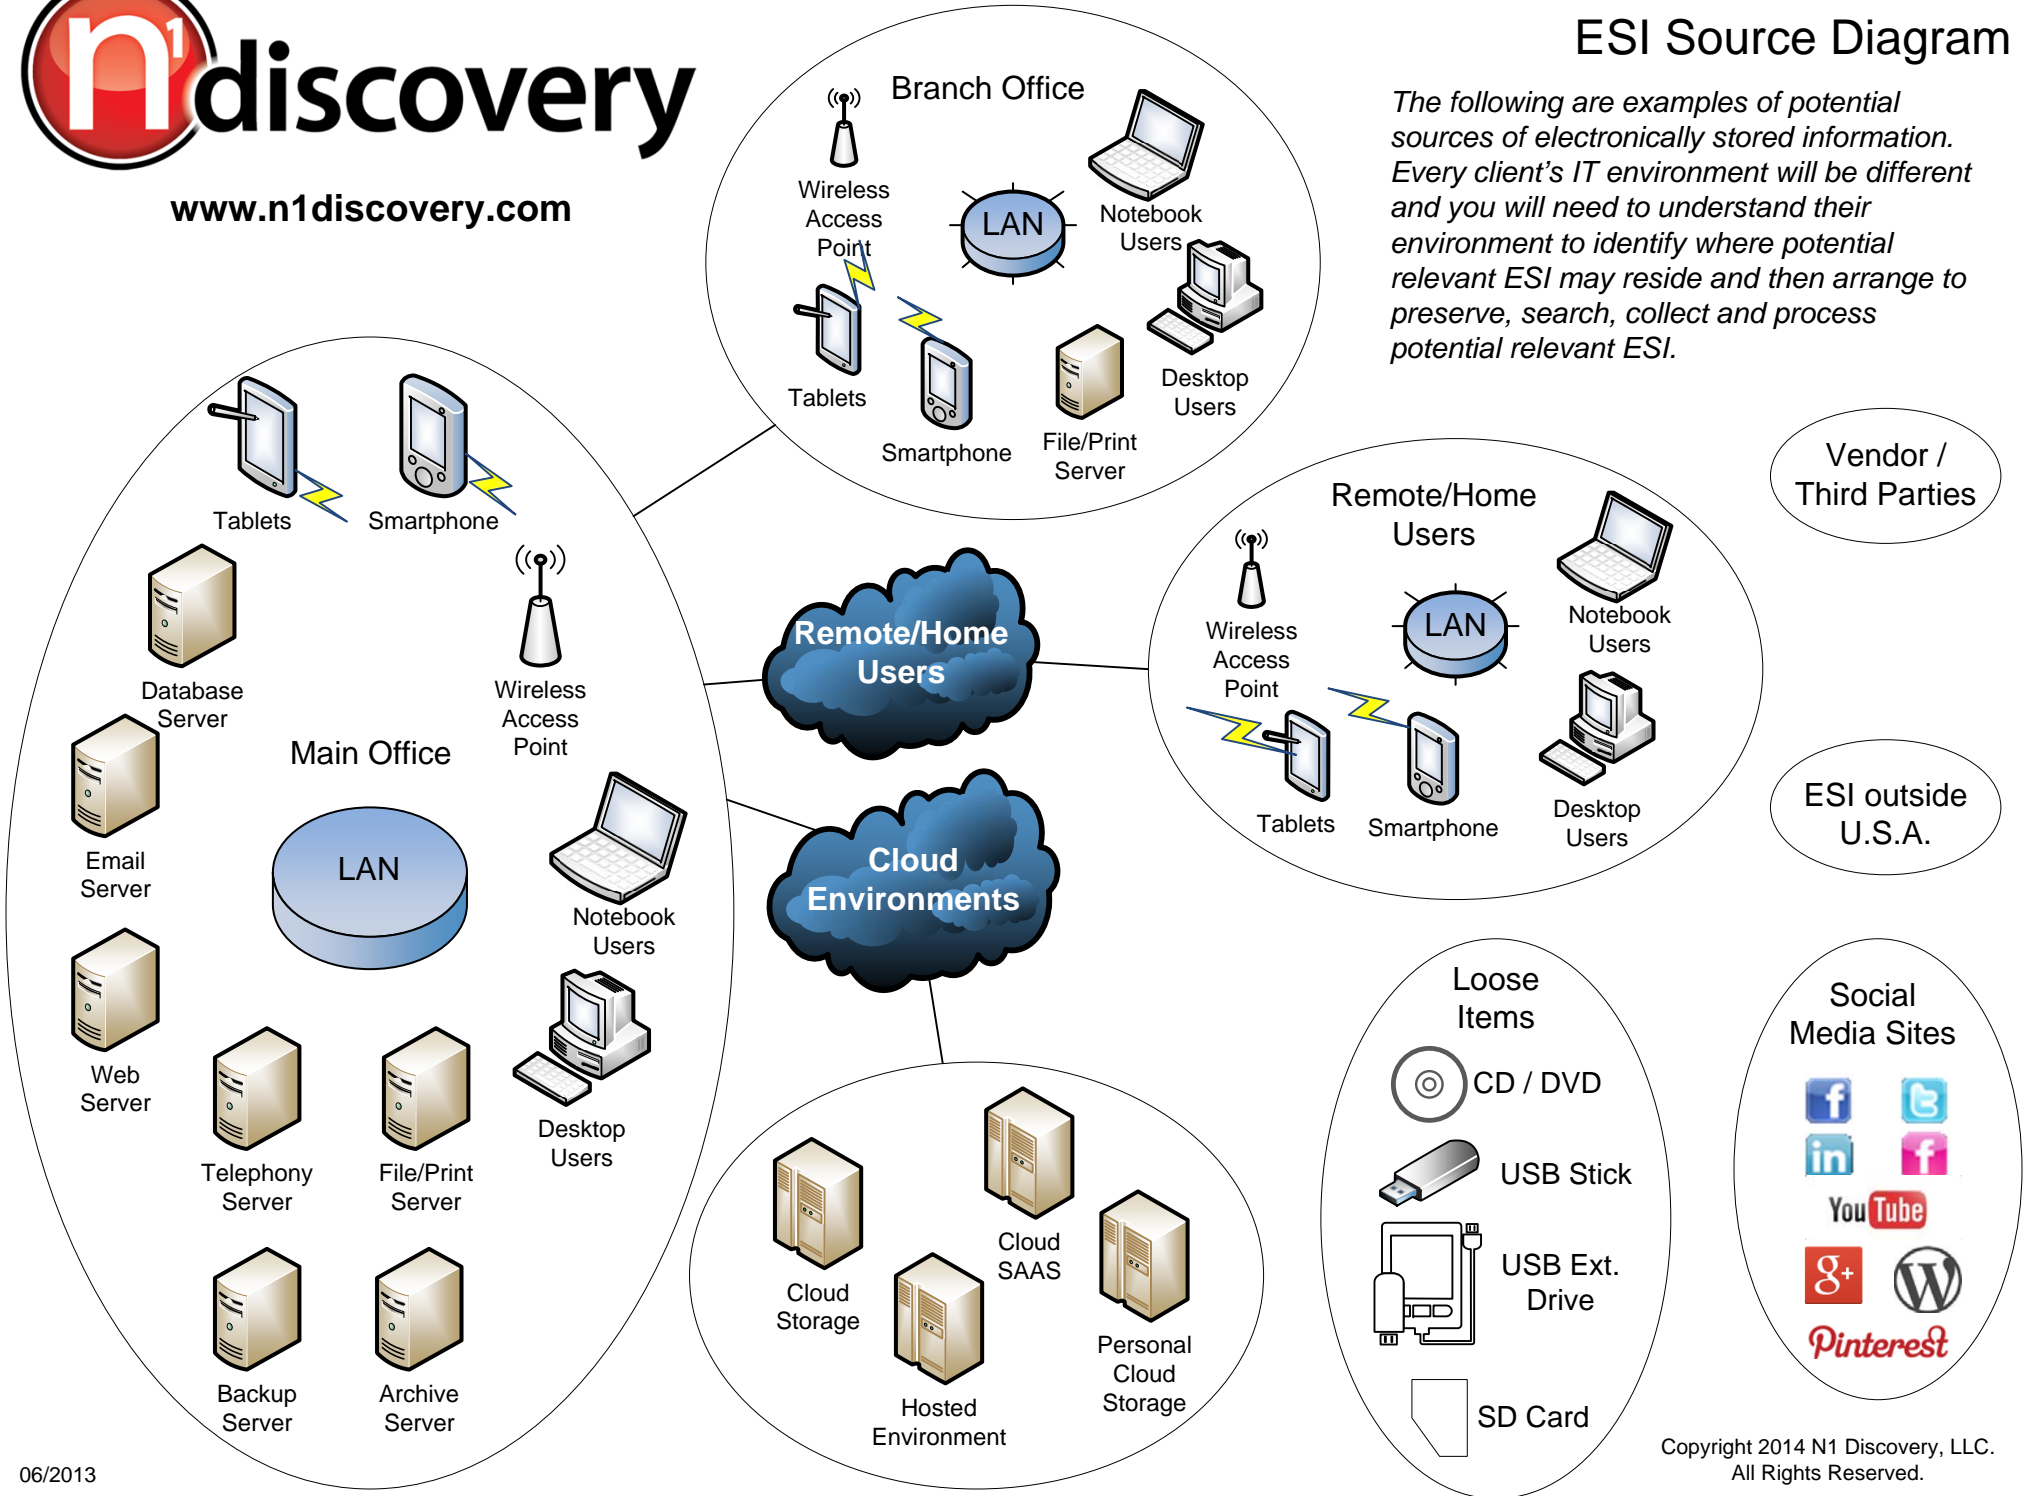 n1discovery
www.n1discovery.com
ESI Source Diagram
The following are examples of potential
sources of electronically stored information.
Every client's IT environment will be different
and you will need to understand their
environment to identify where potential
relevant ESI may reside and then arrange to
preserve, search, collect and process
potential relevant ESI.
Branch Office
Wireless
Access
Point
LAN
Notebook
Users
Tablets
Smartphone
File/Print
Server
Desktop
Users
Vendor /
Third Parties
Remote/Home
Users
Wireless
Access
Point
LAN
Notebook
Users
Tablets
Smartphone
Desktop
Users
ESI outside
U.S.A.
Tablets
Smartphone
Database
Server
Wireless
Access
Point
Main Office
Email
Server
LAN
Notebook
Users
Web
Server
Telephony
Server
File/Print
Server
Desktop
Users
Backup
Server
Archive
Server
Remote/Home
Users
Cloud
Environments
Cloud
Storage
Cloud
SAAS
Hosted
Environment
Personal
Cloud
Storage
Loose
Items
CD / DVD
USB Stick
USB Ext.
Drive
SD Card
Social
Media Sites
f
t
in
f
YouTube
g+
W
Pinterest
06/2013
Copyright 2014 N1 Discovery, LLC.
All Rights Reserved.